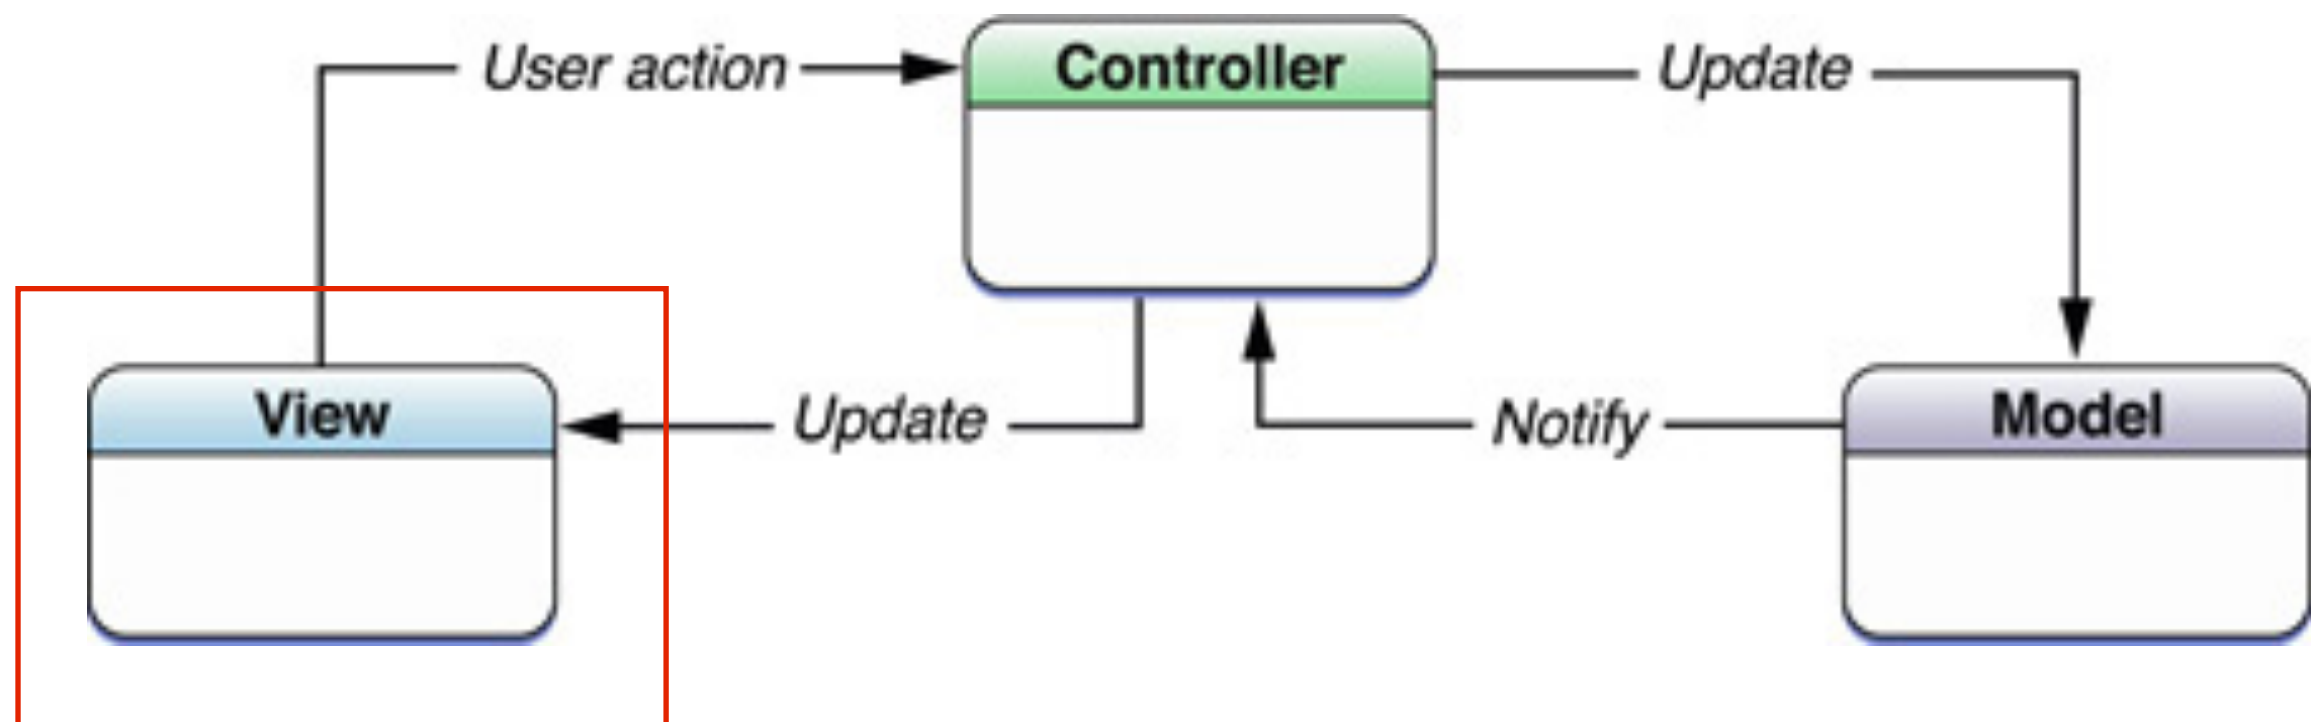 User action
Controller
Update
View
Update
Notify
Model